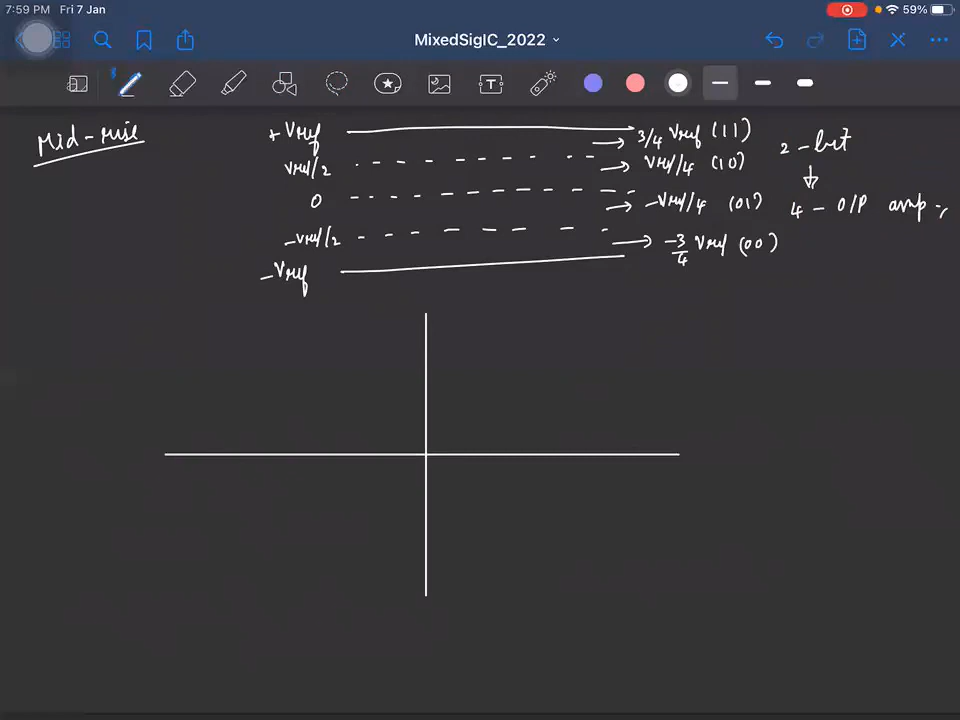 7:59 PM Fri 7 Jan
59%
MixedSigIC_2022
T
Mid-rise
+Vref
3/4 Vref (11)
2-bit
Vref/2
Vref/4 (10)
0
-Vref/4 (01)
4 - O/P amp
-Vref/2
-3/4 Vref (00)
-Vref